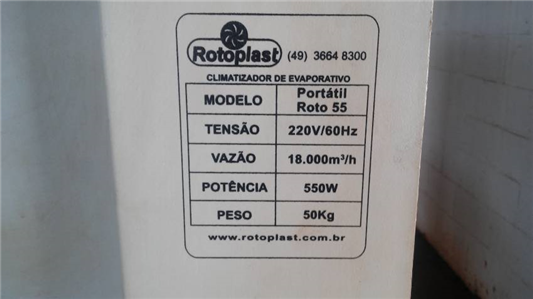 Rotoplast (49) 3664 8300
CLIMATIZADOR DE EVAPORATIVO
MODELO Portátil Roto 55
TENSÃO 220V/60Hz
VAZÃO 18.000m³/h
POTÊNCIA 550W
PESO 50Kg
www.rotoplast.com.br